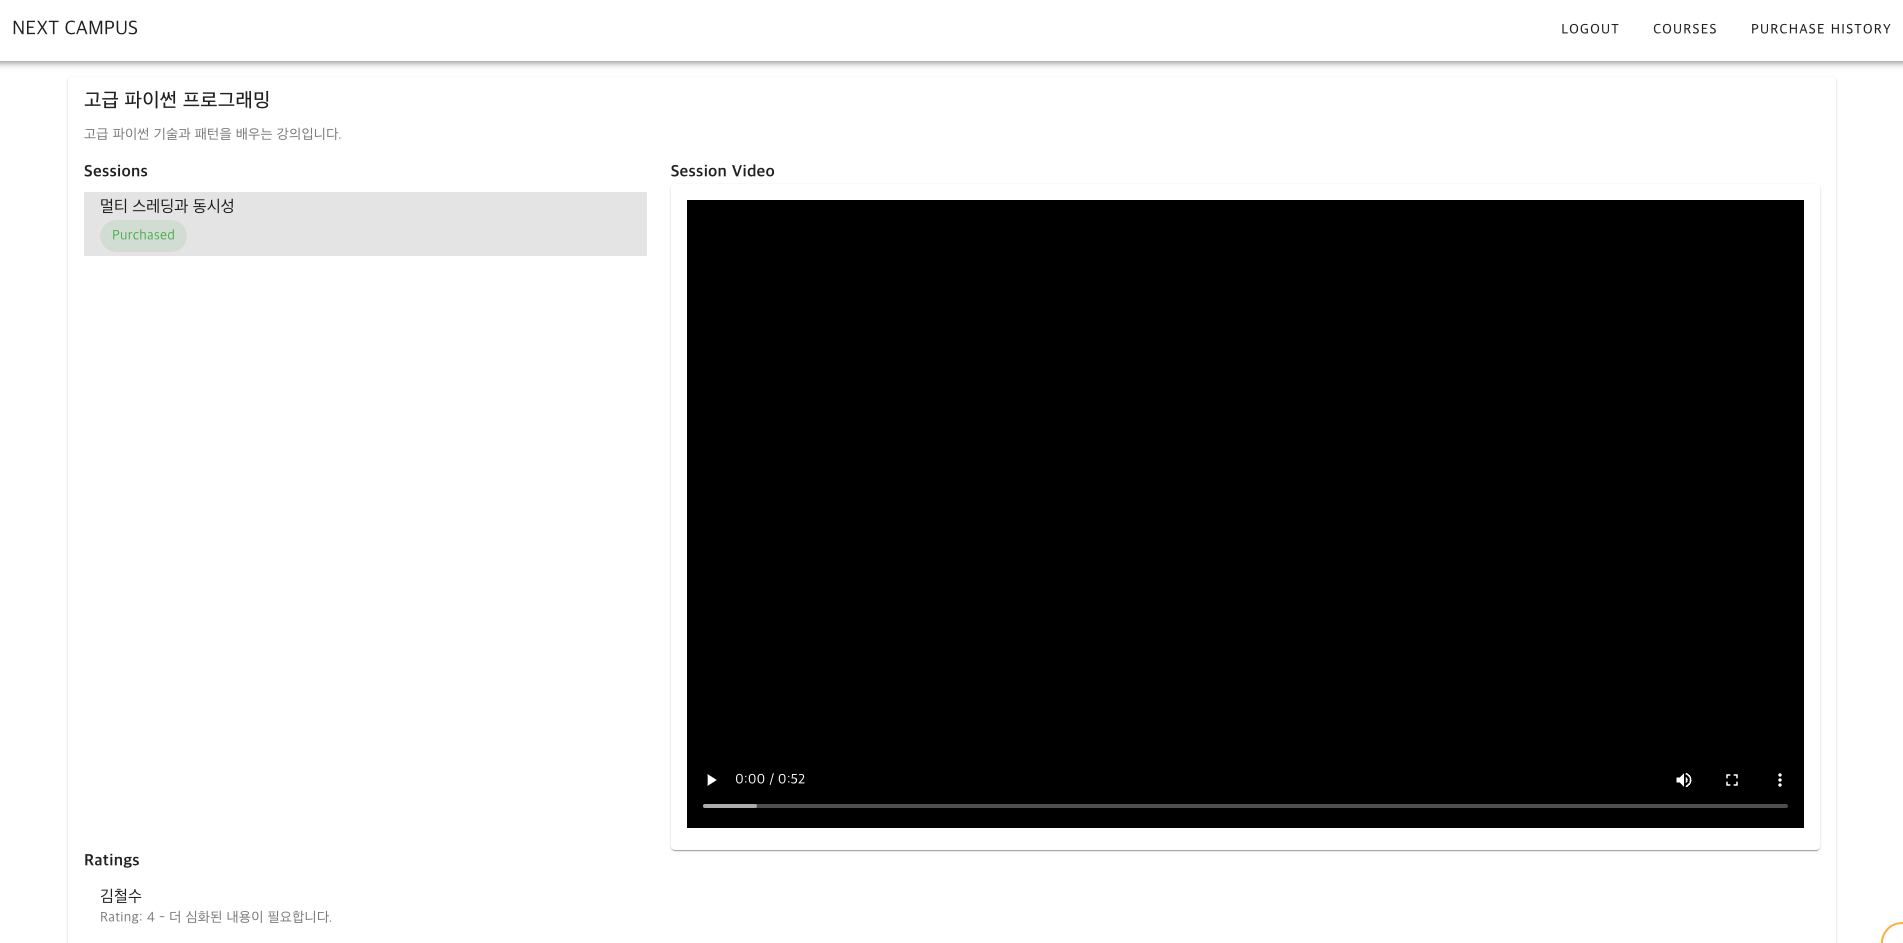 NEXT CAMPUS
LOGOUT COURSES PURCHASE HISTORY
고급 파이썬 프로그래밍
고급 파이썬 기술과 패턴을 배우는 강의입니다.
Sessions
멀티 스레딩과 동시성
Purchased
Session Video
0:00 / 0:52
Ratings
김철수
Rating: 4 - 더 심화된 내용이 필요합니다.